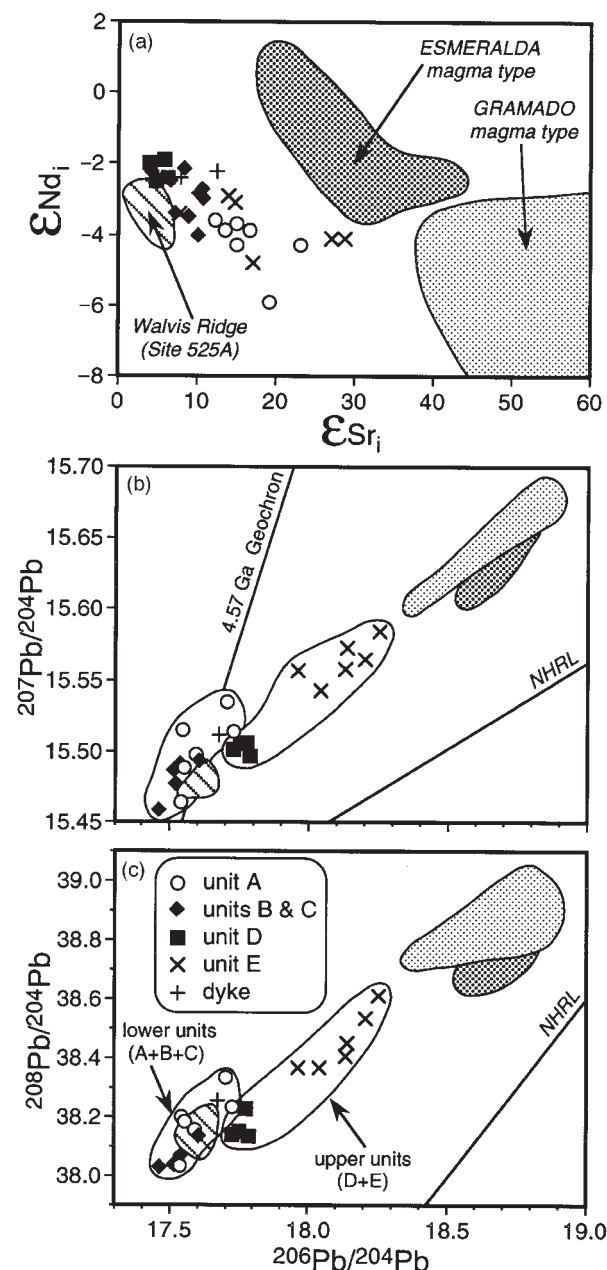 (a)
2
0
−2
−4
−6
−8
εNdi
ESMERALDA
magma type
GRAMADO
magma type
Walvis Ridge
(Site 525A)
0 10 20 30 40 50 60
εSri
(b)
15.70
15.65
15.60
15.55
15.50
15.45
207Pb/204Pb
4.57 Ga Geochron
NHRL
(c)
39.0
38.8
38.6
38.4
38.2
38.0
208Pb/204Pb
unit A
units B & C
unit D
unit E
dyke
lower units
(A+B+C)
upper units
(D+E)
NHRL
17.5 18.0 18.5 19.0
206Pb/204Pb